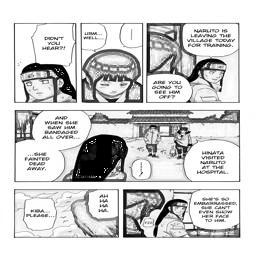 NARUTO IS
LEAVING THE
VILLAGE TODAY
FOR TRAINING.
ARE YOU
GOING TO
SEE HIM
OFF?
URM...
WELL...
DIDN'T
YOU
HEAR?!
HINATA
VISITED
NARUTO
AT THE
HOSPITAL.
AND
WHEN SHE
SAW HIM
BANDAGED
ALL OVER...
...SHE
FAINTED
DEAD
AWAY.
SHE'S SO
EMBARRASSED,
SHE CAN'T
EVEN SHOW
HER FACE
TO HIM.
AH
HA
HA
HA.
KIBA...
PLEASE...